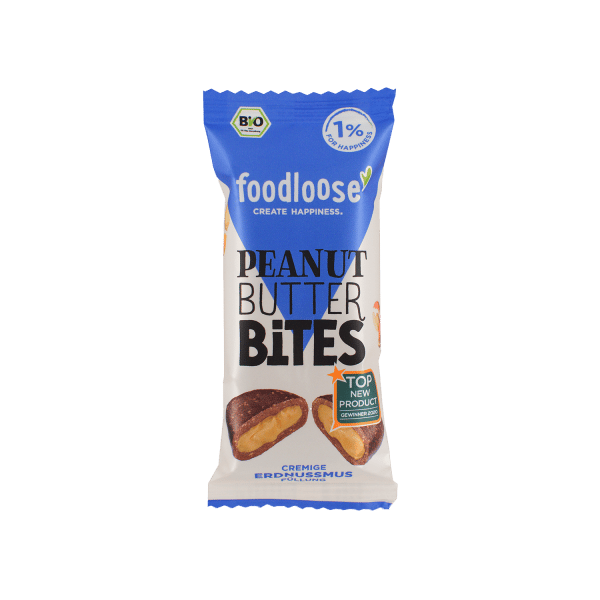 BiO
1%
FOR HAPPINESS
foodloose
CREATE HAPPINESS.
PEANUT
BUTTER
BiTES
TOP
NEW
PRODUCT
GEWINNER 2020
CREMIGE
ERDNUSSMUS
FÜLLUNG